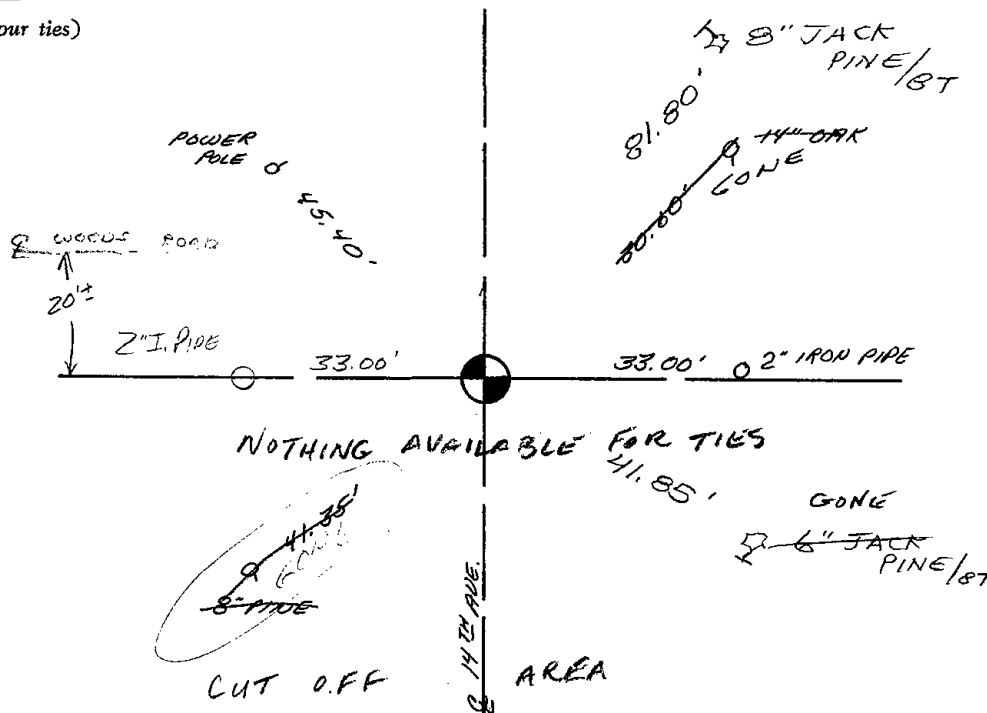 our ties)
8" JACK
PINE/BT
81.80'
14" OAK
GONE
POWER
POLE
45.40'
℄ WOODS ROAD
20'±
2" I. PIPE
33.00'
33.00'
2" IRON PIPE
NOTHING AVAILABLE FOR TIES
41.85'
GONE
6" JACK
PINE/BT
8" PINE
℄ 14TH AVE.
CUT OFF AREA